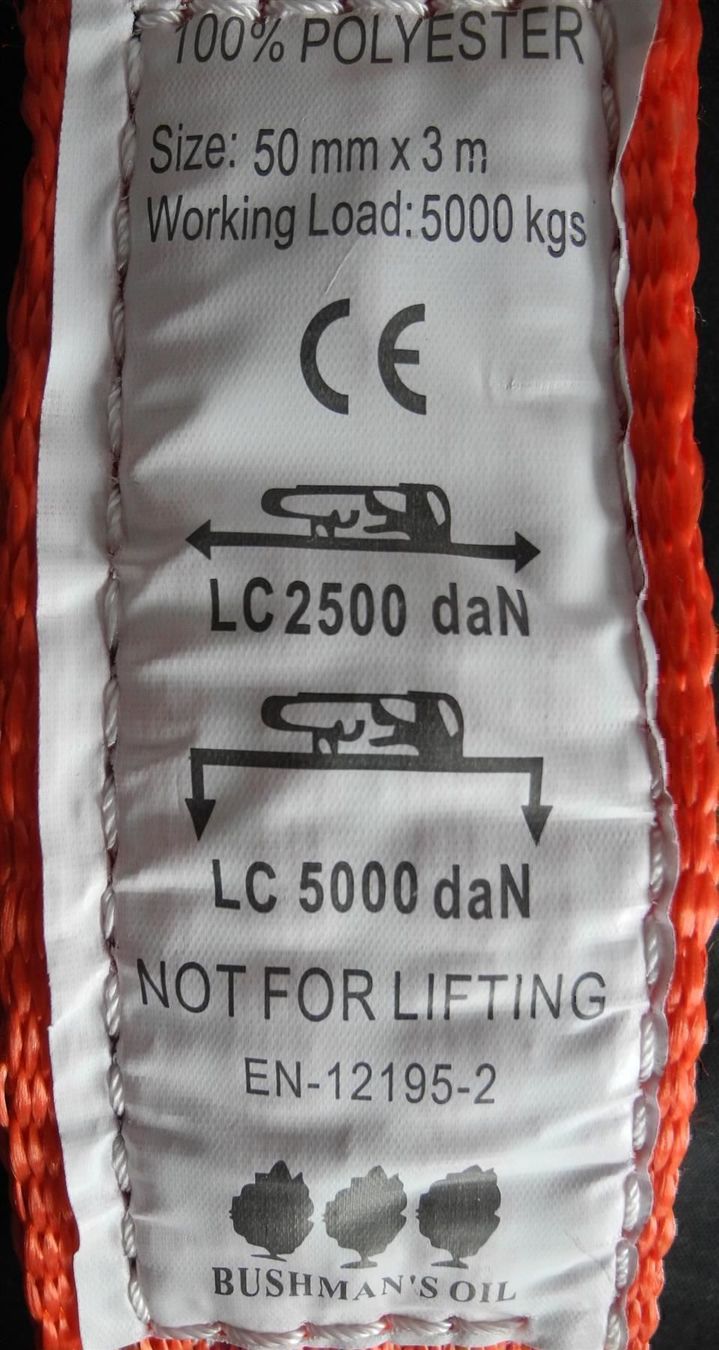 100% POLYESTER
Size: 50 mm x 3 m
Working Load: 5000 kgs
CE
LC 2500 daN
LC 5000 daN
NOT FOR LIFTING
EN-12195-2
BUSHMAN'S OIL